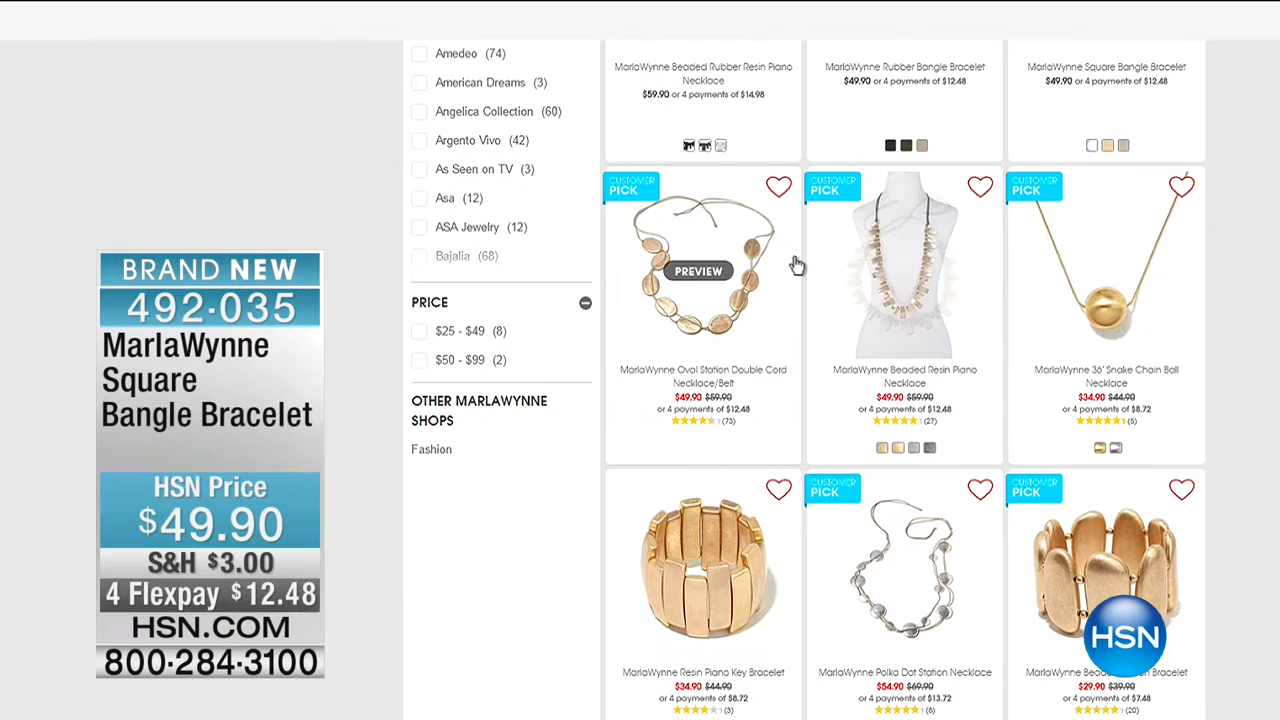 BRAND NEW
492·035
MarlaWynne
Square
Bangle Bracelet
HSN Price
$49.90
S&H $3.00
4 Flexpay $12.48
HSN.COM
800·284·3100
Amedeo (74)
American Dreams (3)
Angelica Collection (60)
Argento Vivo (42)
As Seen on TV (3)
Asa (12)
ASA Jewelry (12)
Bajalia (68)
PRICE
$25 - $49 (8)
$50 - $99 (2)
OTHER MARLAWYNNE
SHOPS
Fashion
MarlaWynne Beaded Rubber Resin Piano
Necklace
$59.90 or 4 payments of $14.98
MarlaWynne Rubber Bangle Bracelet
$49.90 or 4 payments of $12.48
MarlaWynne Square Bangle Bracelet
$49.90 or 4 payments of $12.48
CUSTOMER
PICK
PREVIEW
MarlaWynne Oval Station Double Cord
Necklace/Belt
$49.90 $59.90
or 4 payments of $12.48
(73)
CUSTOMER
PICK
MarlaWynne Beaded Resin Piano
Necklace
$49.90 $59.90
or 4 payments of $12.48
(27)
CUSTOMER
PICK
MarlaWynne 36" Snake Chain Ball
Necklace
$34.90 $44.90
or 4 payments of $8.72
(5)
MarlaWynne Resin Piano Key Bracelet
$34.90 $44.90
or 4 payments of $8.72
(3)
CUSTOMER
PICK
MarlaWynne Polka Dot Station Necklace
$54.90 $69.90
or 4 payments of $13.72
(8)
CUSTOMER
PICK
HSN
MarlaWynne Bracelet
$29.90 $39.90
or 4 payments of $7.48
(20)